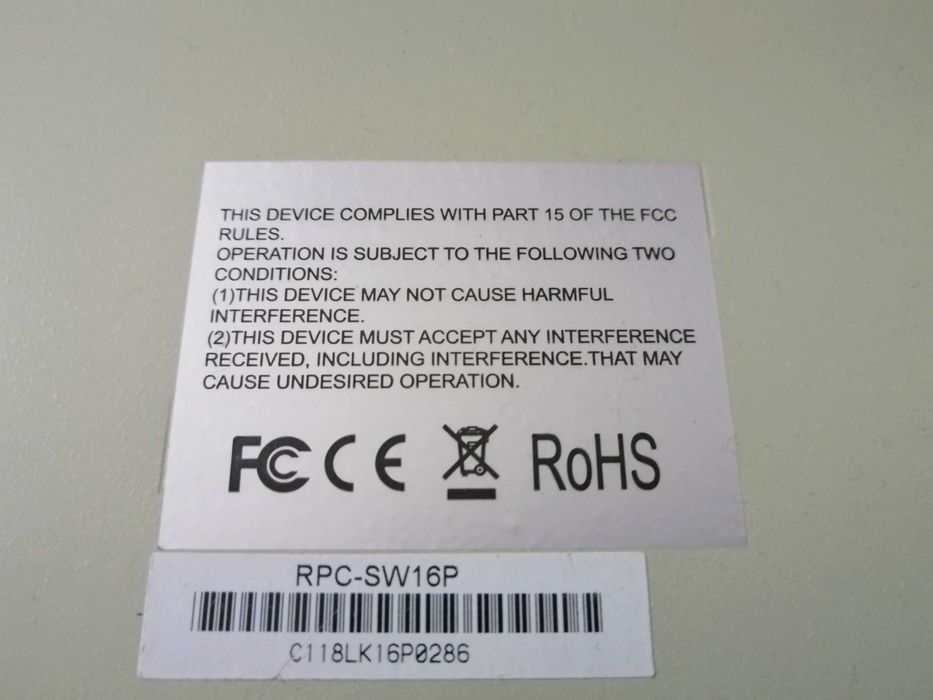 THIS DEVICE COMPLIES WITH PART 15 OF THE FCC
RULES.
OPERATION IS SUBJECT TO THE FOLLOWING TWO
CONDITIONS:
(1)THIS DEVICE MAY NOT CAUSE HARMFUL
INTERFERENCE.
(2)THIS DEVICE MUST ACCEPT ANY INTERFERENCE
RECEIVED, INCLUDING INTERFERENCE.THAT MAY
CAUSE UNDESIRED OPERATION.
FC CE RoHS
RPC-SW16P
C118LK16P0286